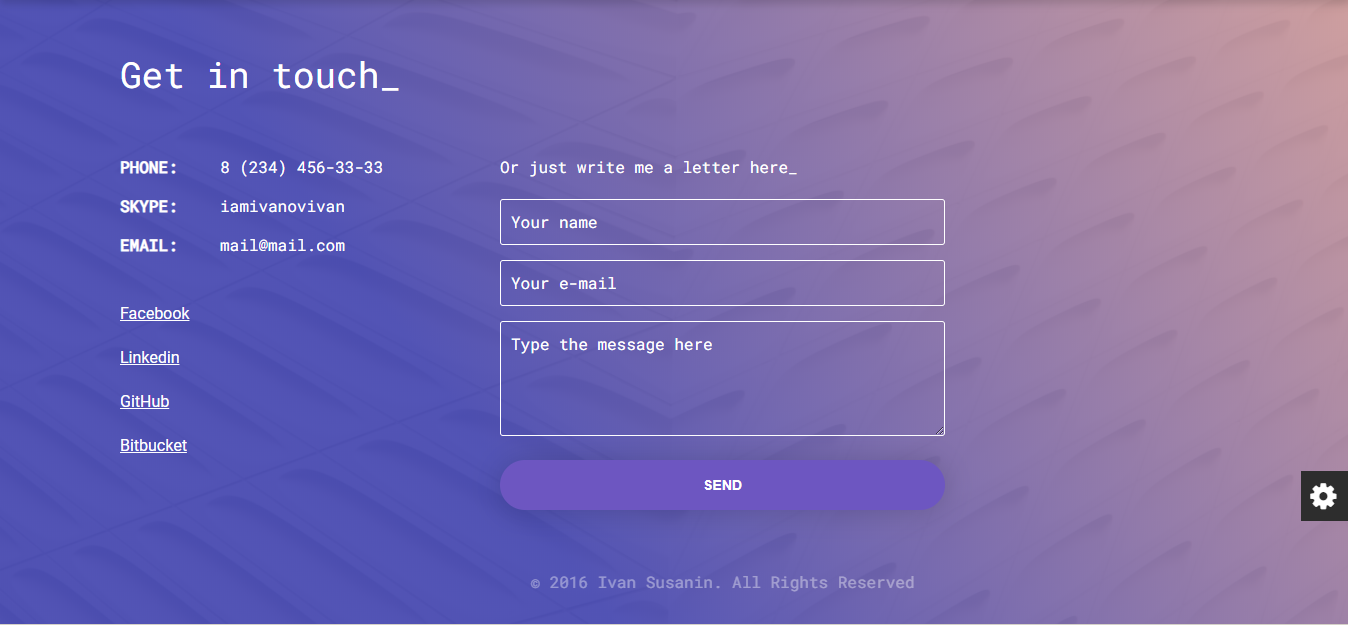 Get in touch_
PHONE: 8 (234) 456-33-33
SKYPE: iamivanovivan
EMAIL: mail@mail.com
Facebook
Linkedin
GitHub
Bitbucket
Or just write me a letter here_
Your name
Your e-mail
Type the message here
SEND
© 2016 Ivan Susanin. All Rights Reserved